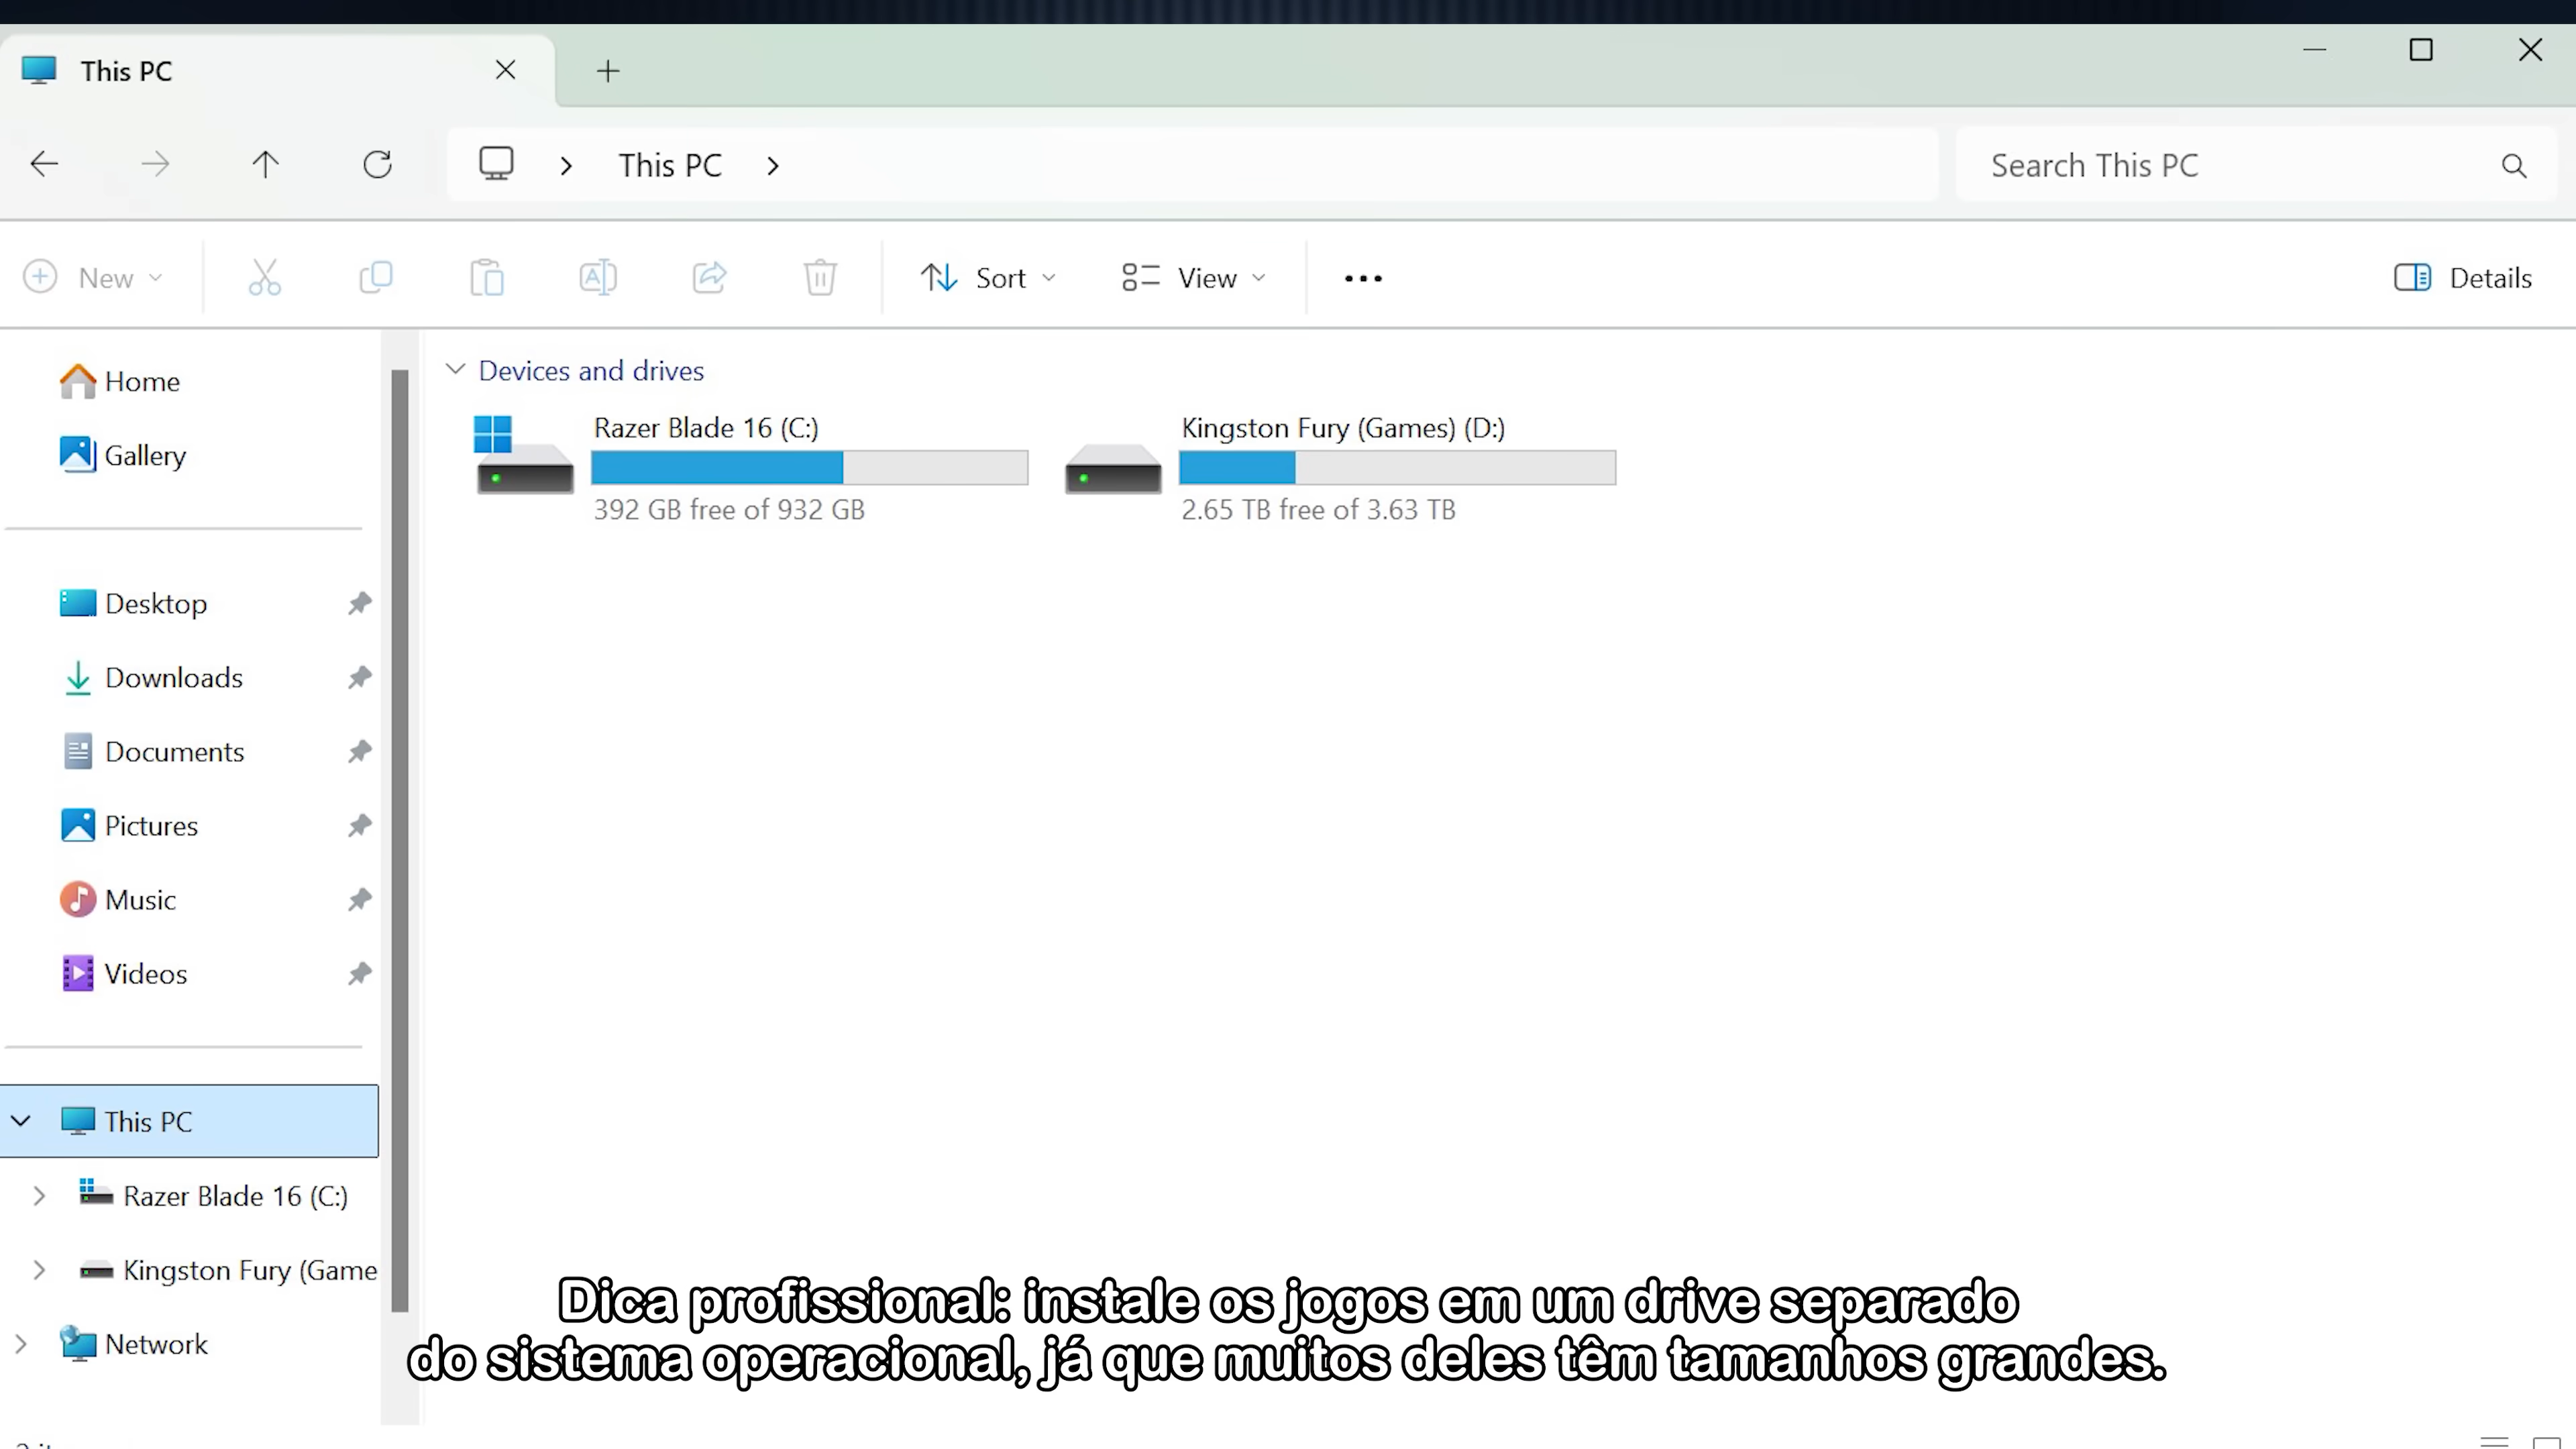 This PC
This PC
Search This PC
New
Sort
View
Details
Home
Gallery
Desktop
Downloads
Documents
Pictures
Music
Videos
This PC
Razer Blade 16 (C:)
Kingston Fury (Game
Network
Devices and drives
Razer Blade 16 (C:)
392 GB free of 932 GB
Kingston Fury (Games) (D:)
2.65 TB free of 3.63 TB
Dica profissional: instale os jogos em um drive separado
do sistema operacional, já que muitos deles têm tamanhos grandes.